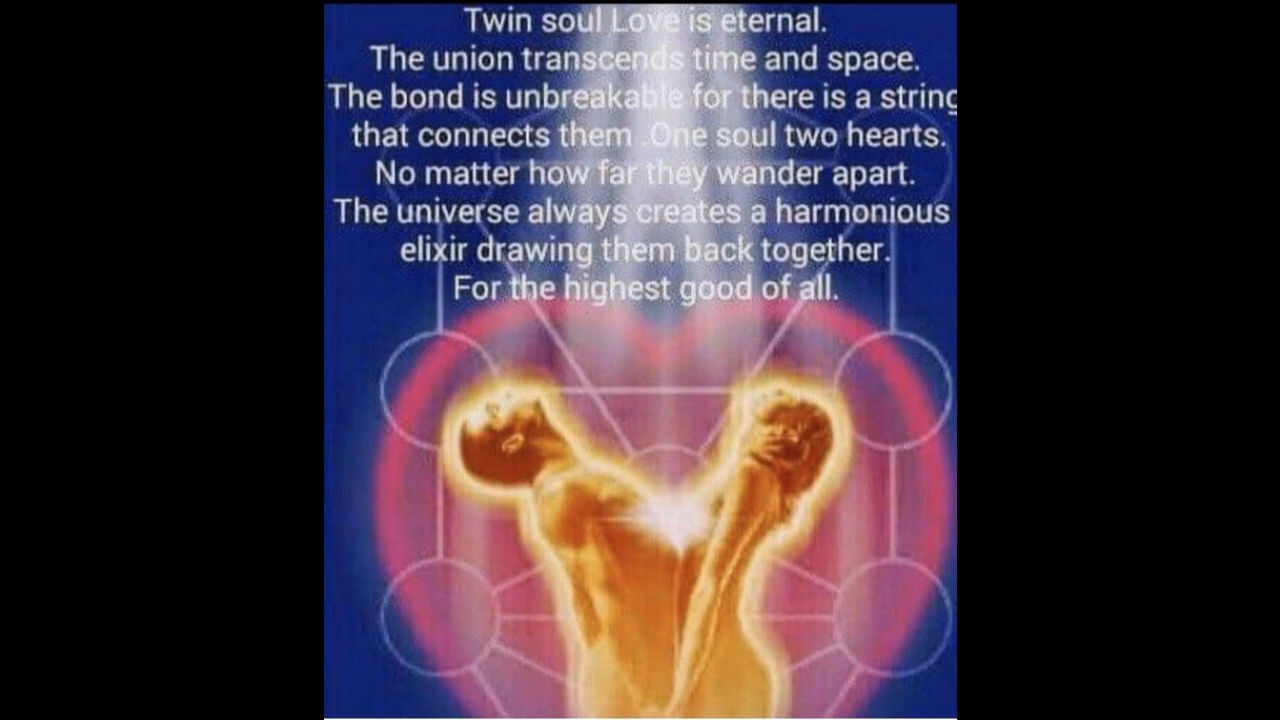 Twin soul Love is eternal.
The union transcends time and space.
The bond is unbreakable for there is a string
that connects them .One soul two hearts.
No matter how far they wander apart.
The universe always creates a harmonious
elixir drawing them back together.
For the highest good of all.